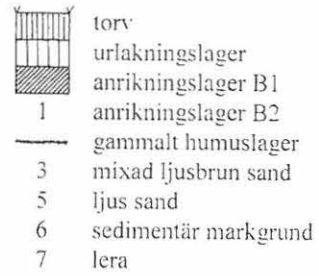 torv
urlakningslager
anrikningslager B1
1 anrikningslager B2
gammalt humuslager
3 mixad ljusbrun sand
5 ljus sand
6 sedimentär markgrund
7 lera